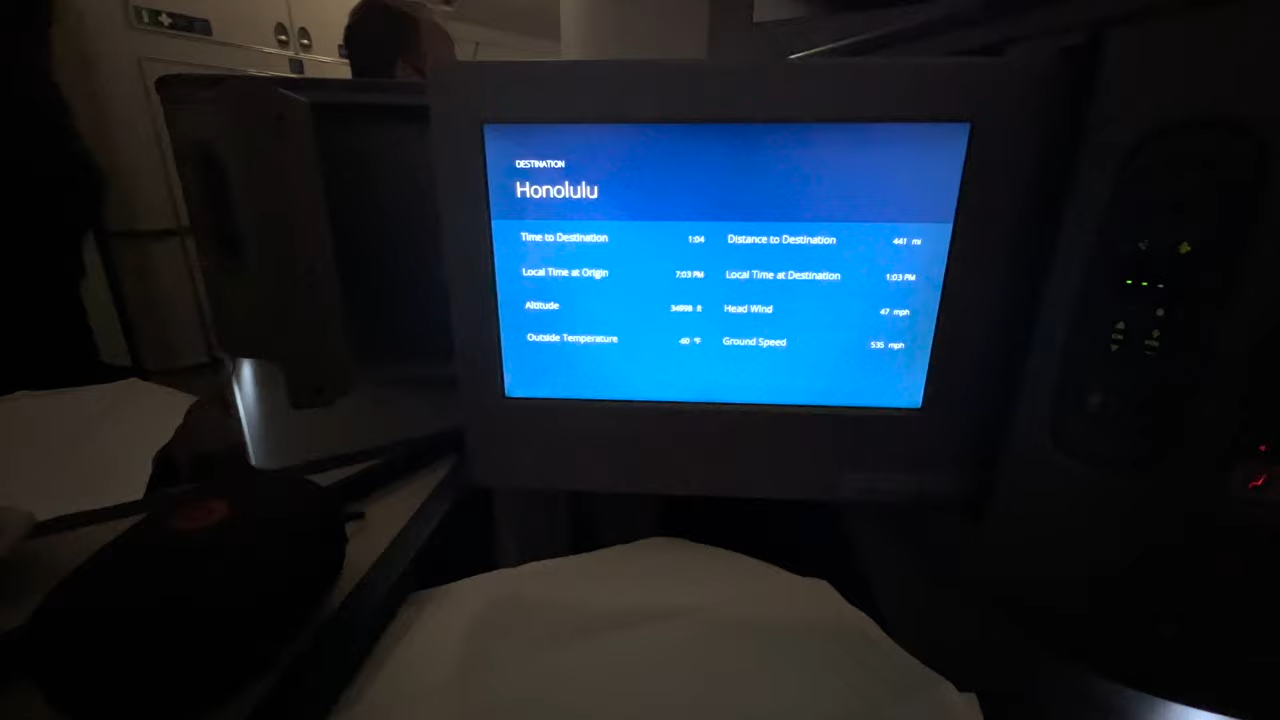 DESTINATION
Honolulu
Time to Destination 1:04 Distance to Destination 441 mi
Local Time at Origin 7:03 PM Local Time at Destination 1:03 PM
Altitude 34998 ft Head Wind 47 mph
Outside Temperature -60 °F Ground Speed 535 mph